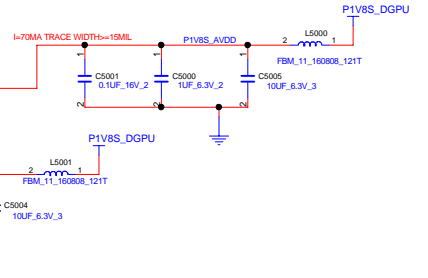 P1V8S_DGPU
I=70MA TRACE WIDTH>=15MIL
P1V8S_AVDD
2 L5000 1
FBM_11_160808_121T
1 C5001 2
0.1UF_16V_2
1 C5000 2
1UF_6.3V_2
1 C5005 2
10UF_6.3V_3
P1V8S_DGPU
2 L5001 1
FBM_11_160808_121T
C5004
10UF_6.3V_3